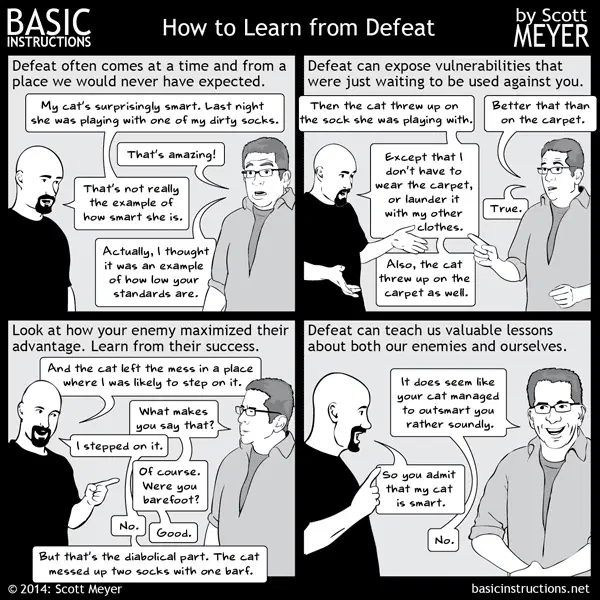 BASIC
INSTRUCTIONS
How to Learn from Defeat
by Scott
MEYER
Defeat often comes at a time and from a
place we would never have expected.
My cat's surprisingly smart. Last night
she was playing with one of my dirty socks.
That's amazing!
That's not really
the example of
how smart she is.
Actually, I thought
it was an example
of how low your
standards are.
Defeat can expose vulnerabilities that
were just waiting to be used against you.
Then the cat threw up on
the sock she was playing with.
Better that than
on the carpet.
Except that I
don't have to
wear the carpet,
or launder it
with my other
clothes.
True.
Also, the cat
threw up on the
carpet as well.
Look at how your enemy maximized their
advantage. Learn from their success.
And the cat left the mess in a place
where I was likely to step on it.
What makes
you say that?
I stepped on it.
Of course.
Were you
barefoot?
No.
Good.
But that's the diabolical part. The cat
messed up two socks with one barf.
Defeat can teach us valuable lessons
about both our enemies and ourselves.
It does seem like
your cat managed
to outsmart you
rather soundly.
So you admit
that my cat
is smart.
No.
© 2014: Scott Meyer
basicinstructions.net